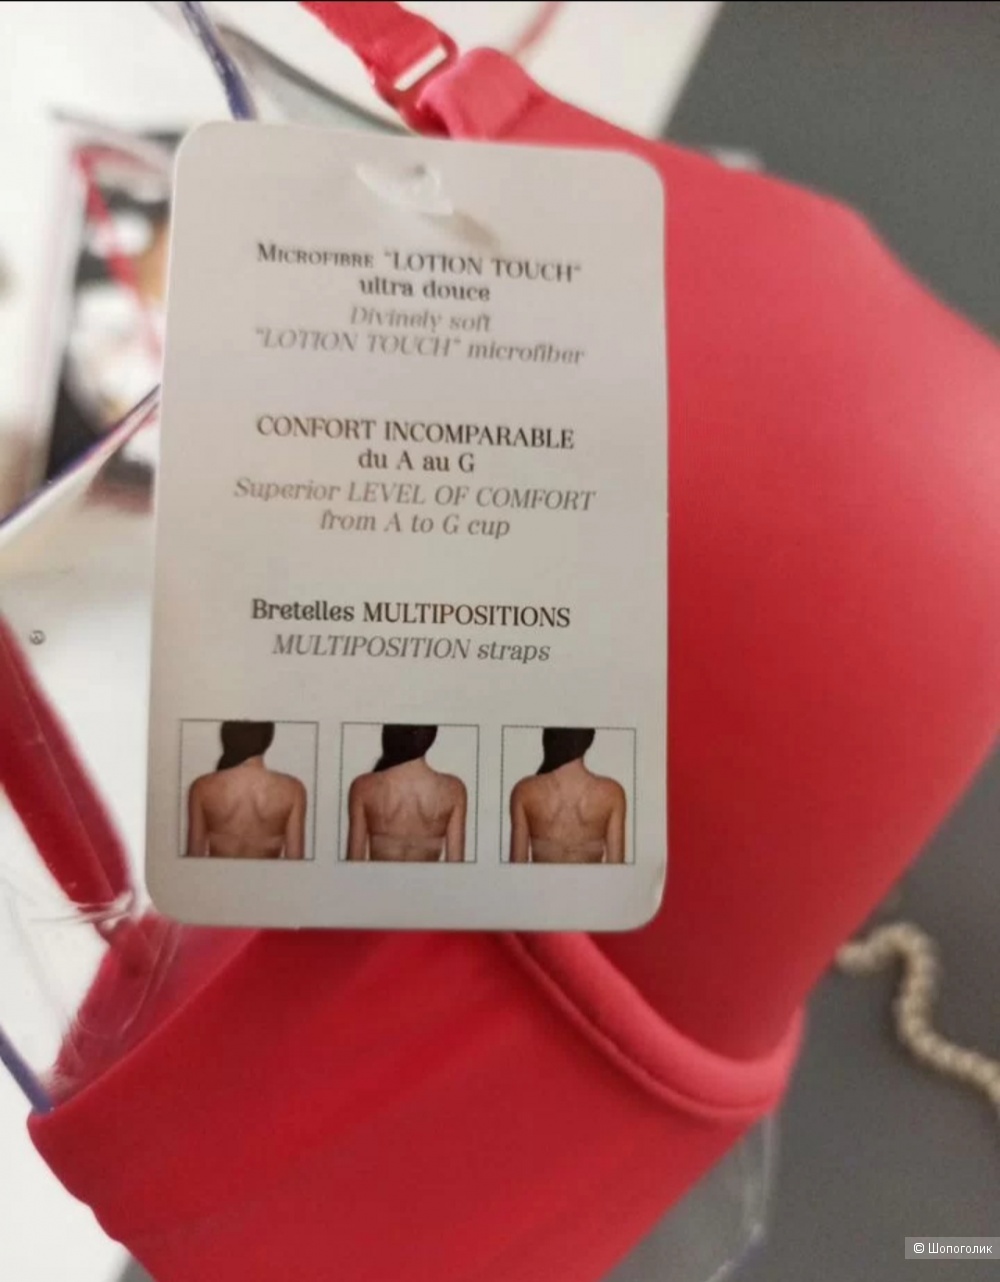 MICROFIBRE "LOTION TOUCH"
ultra douce
Divinely soft
"LOTION TOUCH" microfiber
CONFORT INCOMPARABLE
du A au G
Superior LEVEL OF COMFORT
from A to G cup
Bretelles MULTIPOSITIONS
MULTIPOSITION straps
© Шопоголик